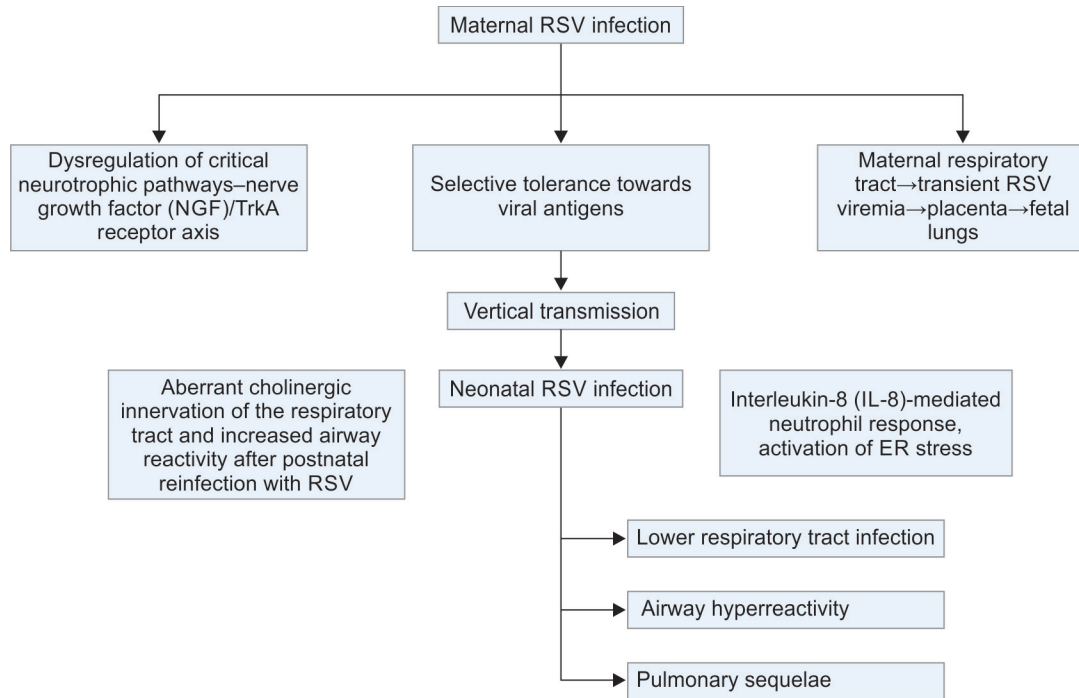 Maternal RSV infection
Dysregulation of critical
neurotrophic pathways–nerve
growth factor (NGF)/TrkA
receptor axis
Selective tolerance towards
viral antigens
Maternal respiratory
tract→transient RSV
viremia→placenta→fetal
lungs
Vertical transmission
Neonatal RSV infection
Aberrant cholinergic
innervation of the respiratory
tract and increased airway
reactivity after postnatal
reinfection with RSV
Interleukin-8 (IL-8)-mediated
neutrophil response,
activation of ER stress
Lower respiratory tract infection
Airway hyperreactivity
Pulmonary sequelae